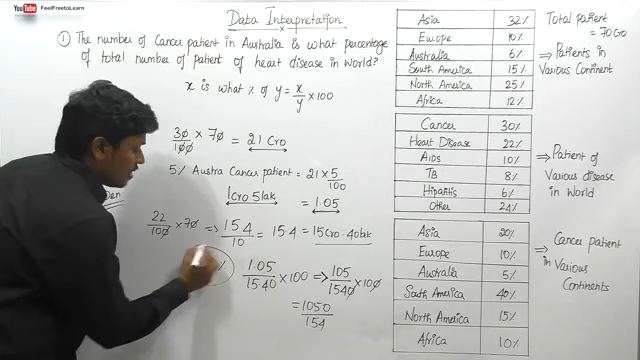 YouTube FeelFreetoLearn
Data Interpretation
① The number of Cancer patient in Australia is what percentage
of total number of patient of heart disease in World?
x is what % of y = x/y × 100
30/100 × 70 = 21 Cro
5% Austra Cancer patient = 21 × 5/100
1 Cro 5 lak = 1.05
Den
22/100 × 70 ⇒ 154/10 = 15.4 = 15 Cro. 40 lak
%
1.05/15.40 × 100 ⇒ 105/1540 × 100
= 1050/154
Total patient
= 70 Cro
Asia 32%
Europe 10%
Australia 6%
South America 15%
North America 25%
Africa 12%
⇒ Patients in
Various Continent
Cancer 30%
Heart Disease 22%
AIDS 10%
TB 8%
Hipatitis 6%
Other 24%
⇒ Patient of
Various disease
in World
Asia 20%
Europe 10%
Australia 5%
South America 40%
North America 15%
Africa 10%
⇒ Cancer patient
in Various
Continents